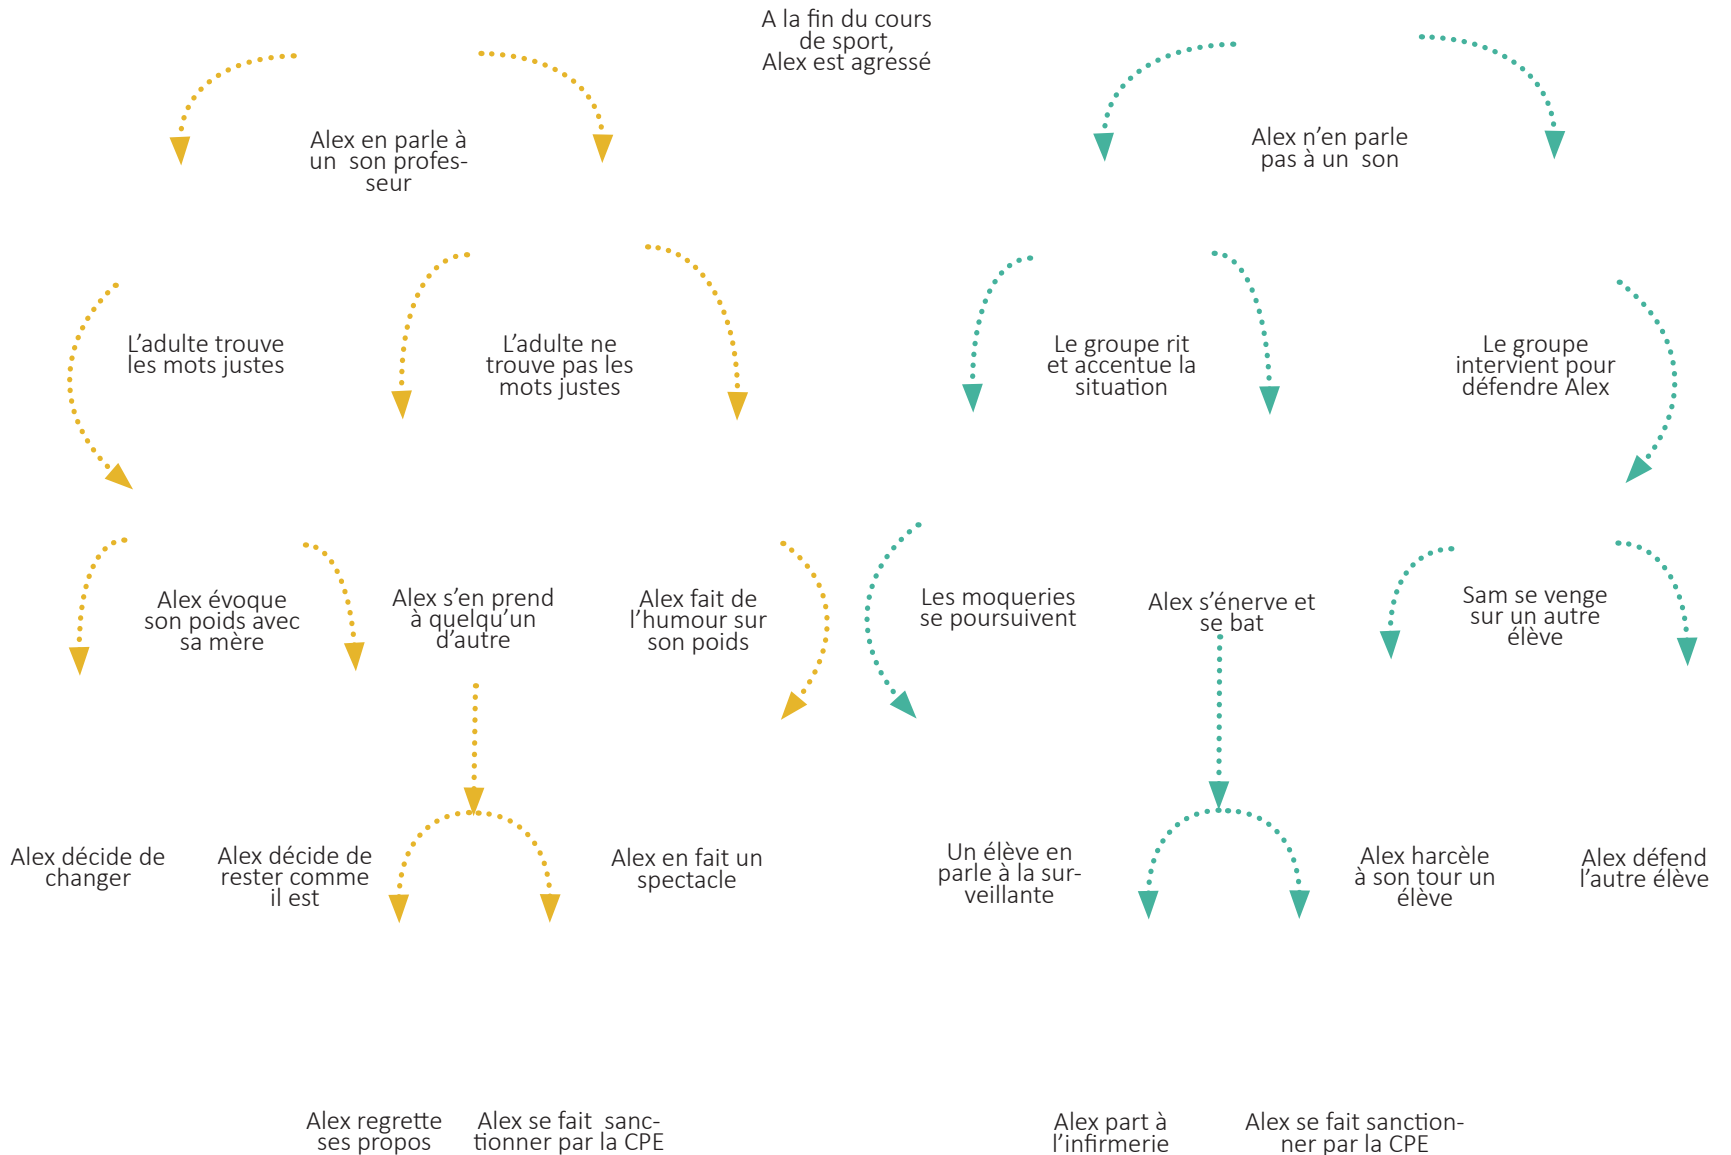 A la fin du cours
de sport,
Alex est agressé
Alex en parle à
un  son profes-
seur
Alex n’en parle
pas à un  son
L’adulte trouve
les mots justes
L’adulte ne
trouve pas les
mots justes
Le groupe rit
et accentue la
situation
Le groupe
intervient pour
défendre Alex
Alex évoque
son poids avec
sa mère
Alex s’en prend
à quelqu’un
d’autre
Alex fait de
l’humour sur
son poids
Les moqueries
se poursuivent
Alex s’énerve et
se bat
Sam se venge
sur un autre
élève
Alex décide de
changer
Alex décide de
rester comme
il est
Alex en fait un
spectacle
Un élève en
parle à la sur-
veillante
Alex harcèle
à son tour un
élève
Alex défend
l’autre élève
Alex regrette
ses propos
Alex se fait  sanc-
tionner par la CPE
Alex part à
l’infirmerie
Alex se fait sanction-
ner par la CPE